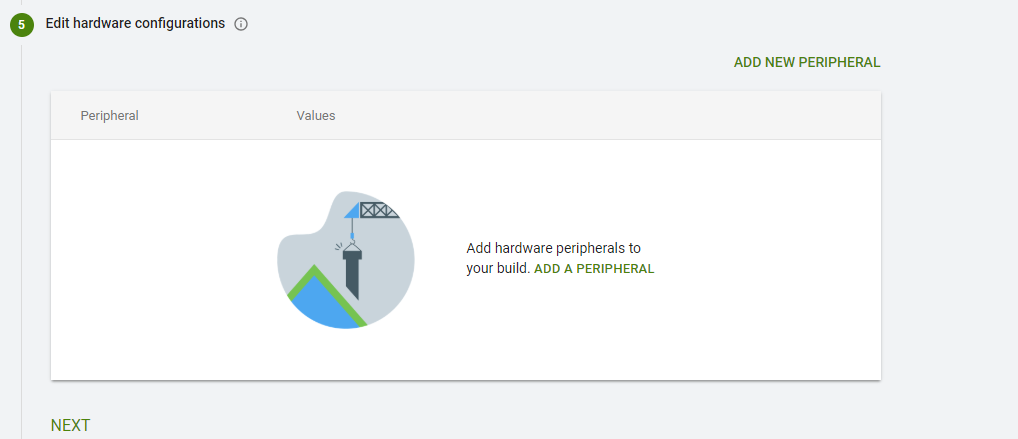 5 Edit hardware configurations
ADD NEW PERIPHERAL
Peripheral Values
Add hardware peripherals to
your build. ADD A PERIPHERAL
NEXT